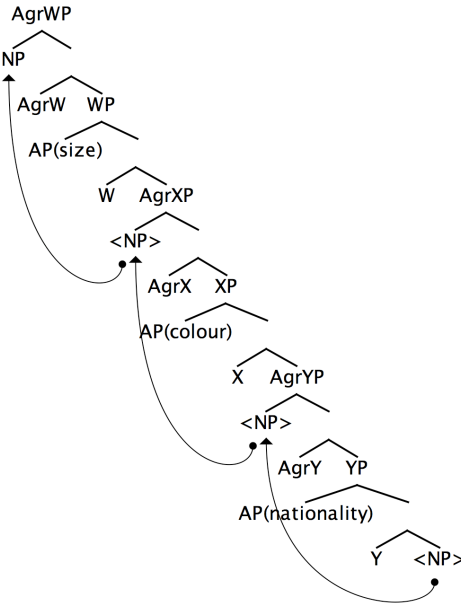 AgrWP
NP
AgrW WP
AP(size)
W AgrXP
<NP>
AgrX XP
AP(colour)
X AgrYP
<NP>
AgrY YP
AP(nationality)
Y <NP>